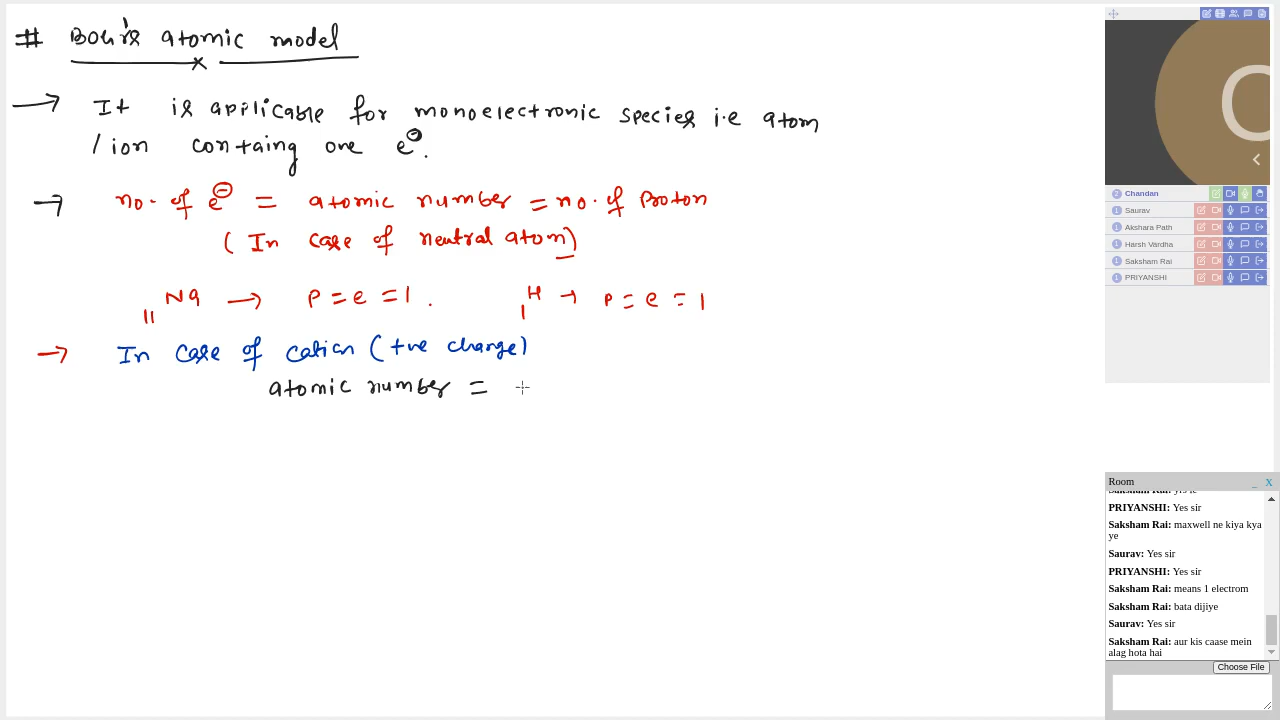 # Bohr's atomic model
→ It is applicable for monoelectronic species i.e atom
/ ion containg one e⊖.
→ no. of e⊖ = atomic number = no. of Proton
( In case of neutral atom)
₁₁Na → P = e = 1 . ₁H → P = e = 1
→ In case of cation (+ve change)
atomic number =
C
Chandan
Saurav
Akshara Path
Harsh Vardha
Saksham Rai
PRIYANSHI
Room
_ X
PRIYANSHI: Yes sir
Saksham Rai: maxwell ne kiya kya
ye
Saurav: Yes sir
PRIYANSHI: Yes sir
Saksham Rai: means 1 electrom
Saksham Rai: bata dijiye
Saurav: Yes sir
Saksham Rai: aur kis caase mein
alag hota hai
Choose File